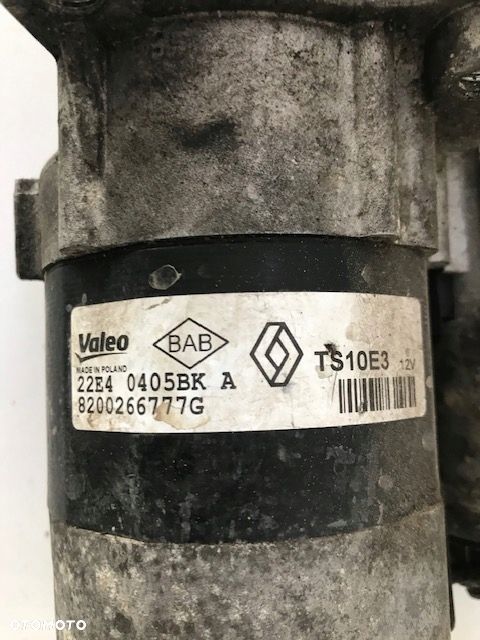 Valeo
MADE IN POLAND
BAB
TS10E3 12V
22E4 0405BK A
8200266777G
OTOMOTO